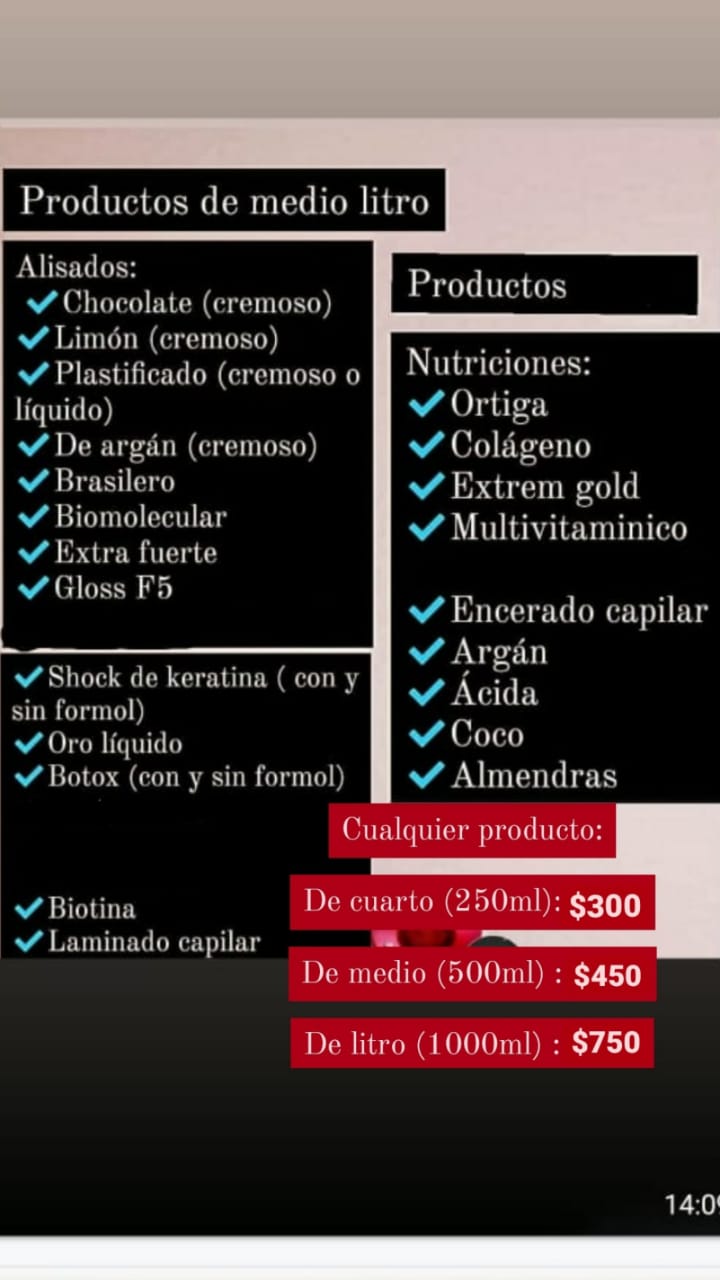 Productos de medio litro
Alisados:
✔Chocolate (cremoso)
✔Limón (cremoso)
✔Plastificado (cremoso o
líquido)
✔De argán (cremoso)
✔Brasilero
✔Biomolecular
✔Extra fuerte
✔Gloss F5
✔Shock de keratina ( con y
sin formol)
✔Oro líquido
✔Botox (con y sin formol)
✔Biotina
✔Laminado capilar
Productos
Nutriciones:
✔Ortiga
✔Colágeno
✔Extrem gold
✔Multivitaminico
✔Encerado capilar
✔Argán
✔Ácida
✔Coco
✔Almendras
Cualquier producto:
De cuarto (250ml): $300
De medio (500ml) : $450
De litro (1000ml) : $750